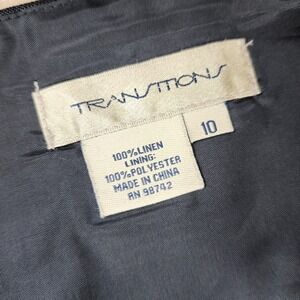 TRANSITIONS
10
100%LINEN
LINING:
100%POLYESTER
MADE IN CHINA
RN 98742